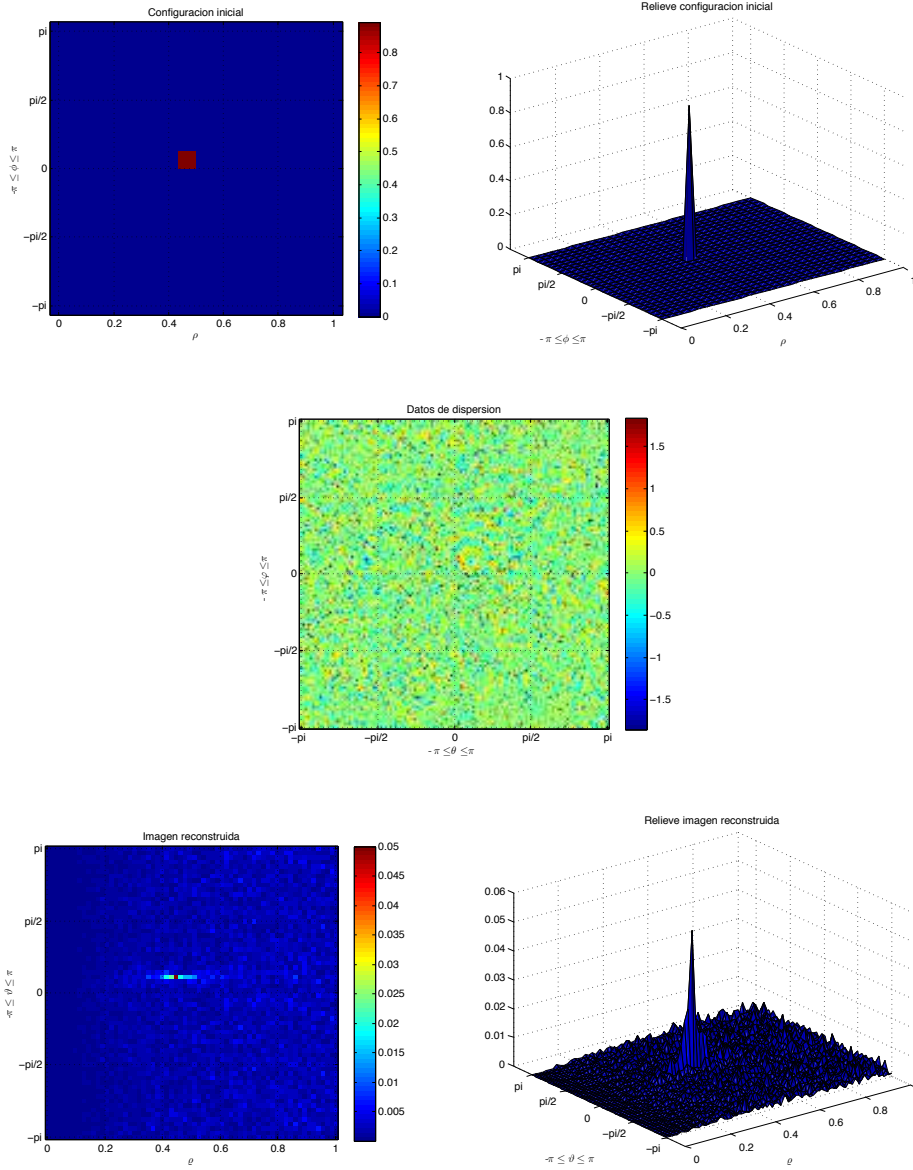 Configuracion inicial
pi
pi/2
0
−pi/2
−pi
-π ≤ ϕ ≤ π
0
0.2
0.4
0.6
0.8
1
ρ
0.8
0.7
0.6
0.5
0.4
0.3
0.2
0.1
0
Relieve configuracion inicial
1
0.8
0.6
0.4
0.2
0
pi
pi/2
0
−pi/2
−pi
- π ≤ϕ ≤π
0
0.2
0.4
0.6
0.8
1
ρ
Datos de dispersion
pi
pi/2
0
−pi/2
−pi
- π ≤φ ≤π
−pi
−pi/2
0
pi/2
pi
- π ≤θ ≤π
1.5
1
0.5
0
−0.5
−1
−1.5
Imagen reconstruida
pi
pi/2
0
−pi/2
−pi
-π ≤ ϑ ≤ π
0
0.2
0.4
0.6
0.8
1
ϱ
0.05
0.045
0.04
0.035
0.03
0.025
0.02
0.015
0.010
0.005
Relieve imagen reconstruida
0.06
0.05
0.04
0.03
0.02
0.01
0
pi
pi/2
0
−pi/2
−pi
-π ≤ ϑ ≤ π
0
0.2
0.4
0.6
0.8
1
ϱ